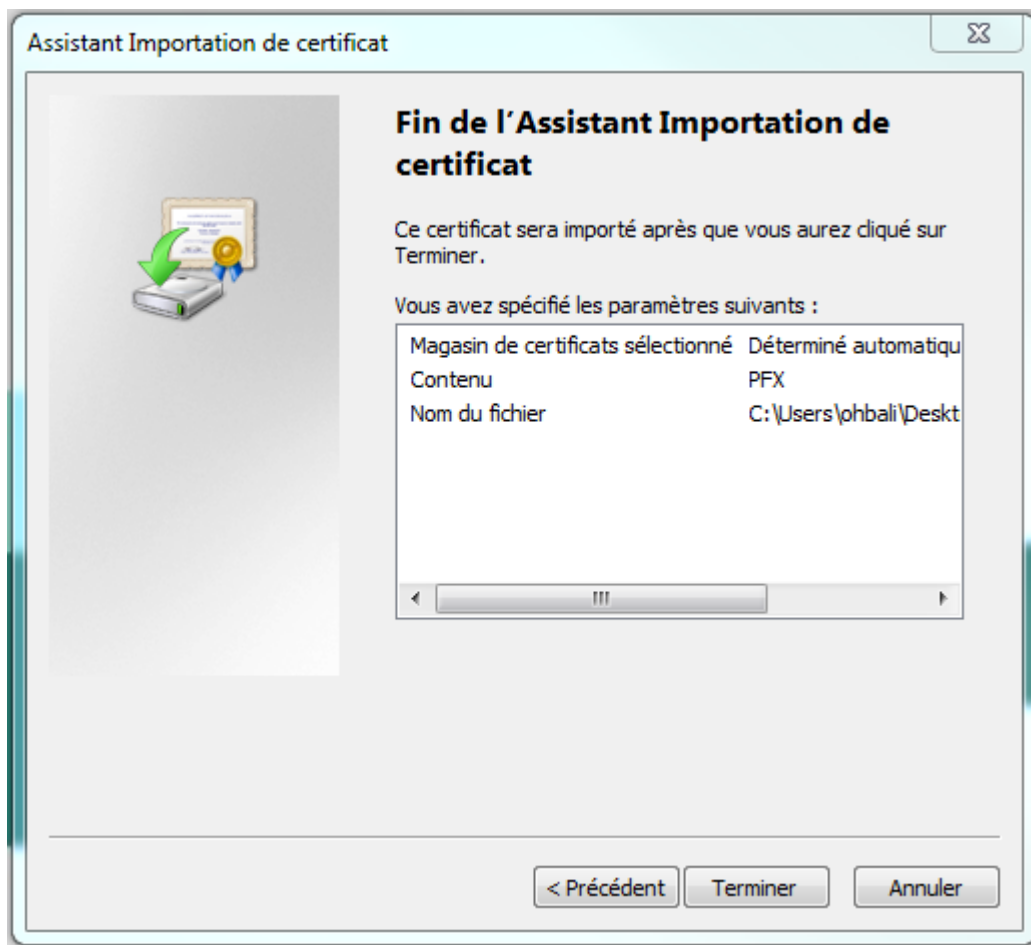 Assistant Importation de certificat
Fin de l'Assistant Importation de
certificat
Ce certificat sera importé après que vous aurez cliqué sur
Terminer.
Vous avez spécifié les paramètres suivants :
Magasin de certificats sélectionné Déterminé automatiqu
Contenu PFX
Nom du fichier C:\Users\ohbali\Deskt
< Précédent Terminer Annuler